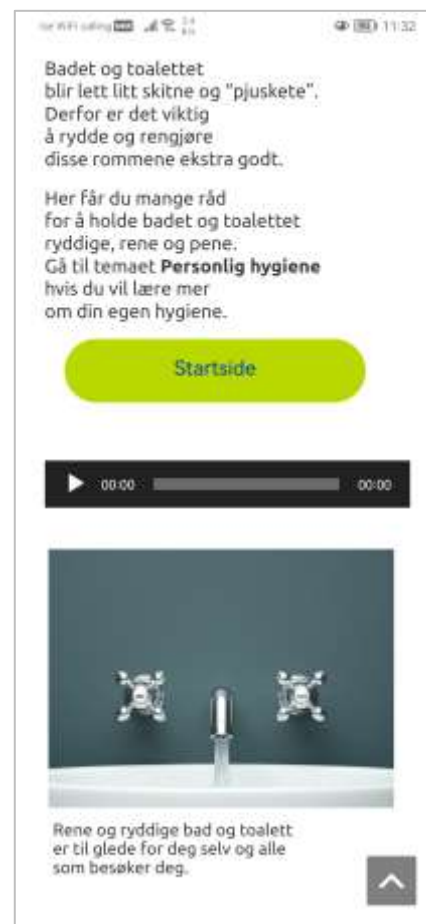 11:32
Badet og toalettet
blir lett litt skitne og "pjuskete".
Derfor er det viktig
å rydde og rengjøre
disse rommene ekstra godt.
Her får du mange råd
for å holde badet og toalettet
ryddige, rene og pene.
Gå til temaet Personlig hygiene
hvis du vil lære mer
om din egen hygiene.
Startside
00:00 00:00
Rene og ryddige bad og toalett
er til glede for deg selv og alle
som besøker deg.